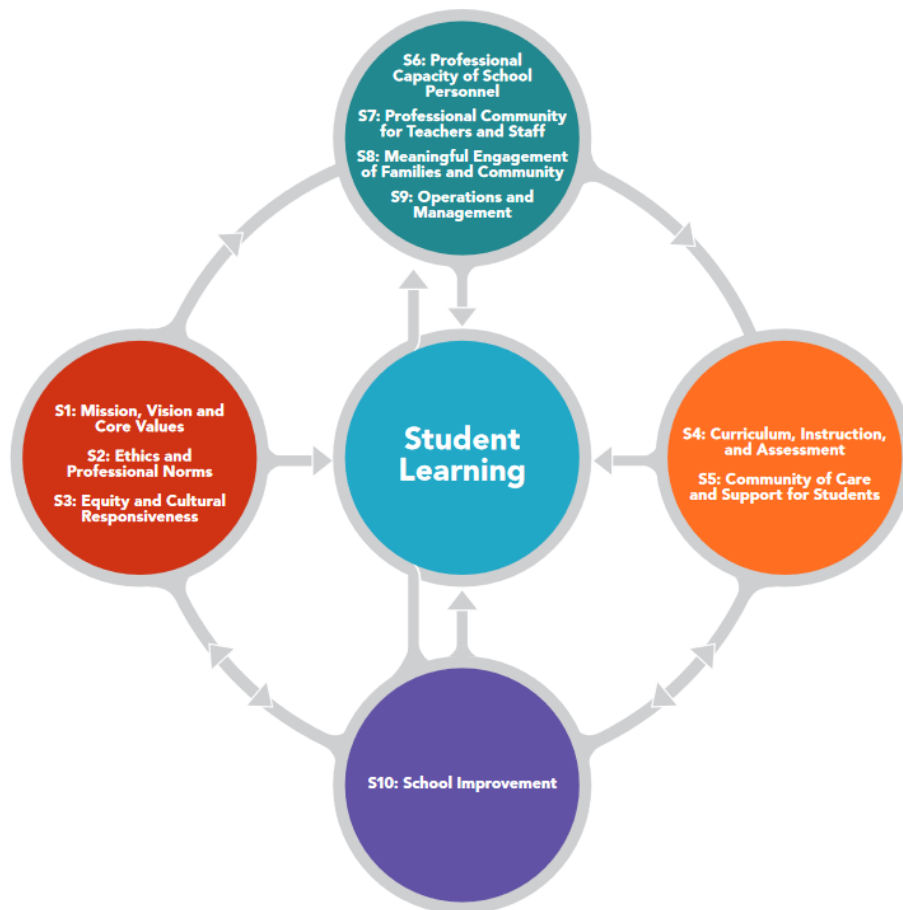 S6: Professional
Capacity of School
Personnel
S7: Professional Community
for Teachers and Staff
S8: Meaningful Engagement
of Families and Community
S9: Operations and
Management
S1: Mission, Vision and
Core Values
S2: Ethics and
Professional Norms
S3: Equity and Cultural
Responsiveness
Student
Learning
S4: Curriculum, Instruction,
and Assessment
S5: Community of Care
and Support for Students
S10: School Improvement